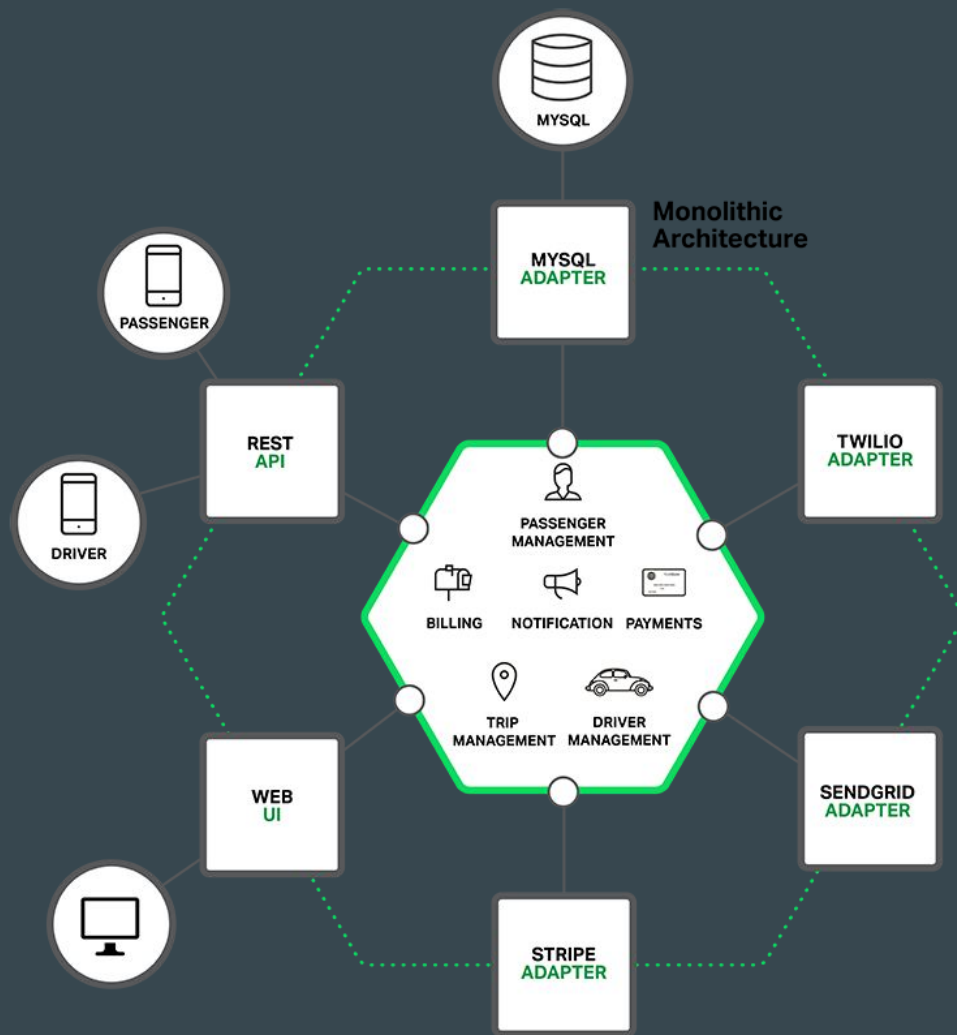 MYSQL
Monolithic
Architecture
MYSQL
ADAPTER
PASSENGER
REST
API
TWILIO
ADAPTER
DRIVER
PASSENGER
MANAGEMENT
BILLING
NOTIFICATION
PAYMENTS
TRIP
MANAGEMENT
DRIVER
MANAGEMENT
WEB
UI
SENDGRID
ADAPTER
STRIPE
ADAPTER